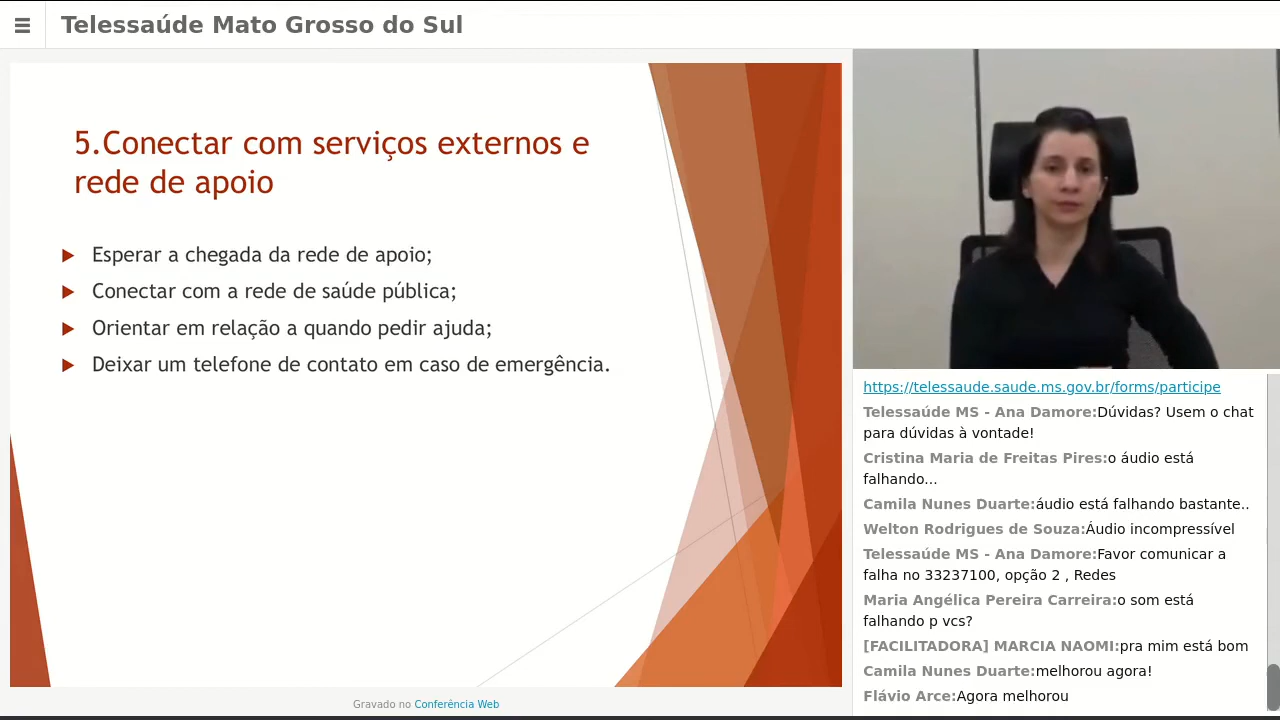 Telessaúde Mato Grosso do Sul
5.Conectar com serviços externos e
rede de apoio
Esperar a chegada da rede de apoio;
Conectar com a rede de saúde pública;
Orientar em relação a quando pedir ajuda;
Deixar um telefone de contato em caso de emergência.
Gravado no Conferência Web
https://telessaude.saude.ms.gov.br/forms/participe
Telessaúde MS - Ana Damore:Dúvidas? Usem o chat
para dúvidas à vontade!
Cristina Maria de Freitas Pires:o áudio está
falhando...
Camila Nunes Duarte:áudio está falhando bastante..
Welton Rodrigues de Souza:Áudio incompressível
Telessaúde MS - Ana Damore:Favor comunicar a
falha no 33237100, opção 2 , Redes
Maria Angélica Pereira Carreira:o som está
falhando p vcs?
[FACILITADORA] MARCIA NAOMI:pra mim está bom
Camila Nunes Duarte:melhorou agora!
Flávio Arce:Agora melhorou